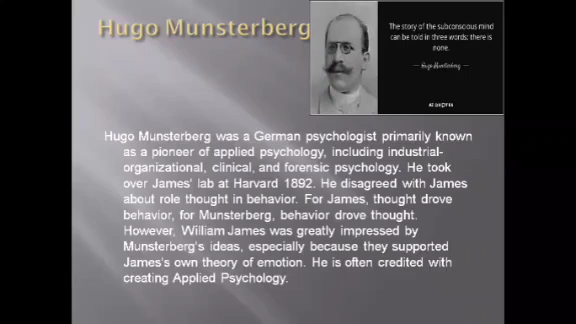 Hugo Munsterberg
The story of the subconscious mind
can be told in three words: there is
none.
— Hugo Munsterberg —
AZ QUOTES
Hugo Munsterberg was a German psychologist primarily known
as a pioneer of applied psychology, including industrial-
organizational, clinical, and forensic psychology. He took
over James' lab at Harvard 1892. He disagreed with James
about role thought in behavior. For James, thought drove
behavior, for Munsterberg, behavior drove thought.
However, William James was greatly impressed by
Munsterberg's ideas, especially because they supported
James's own theory of emotion. He is often credited with
creating Applied Psychology.